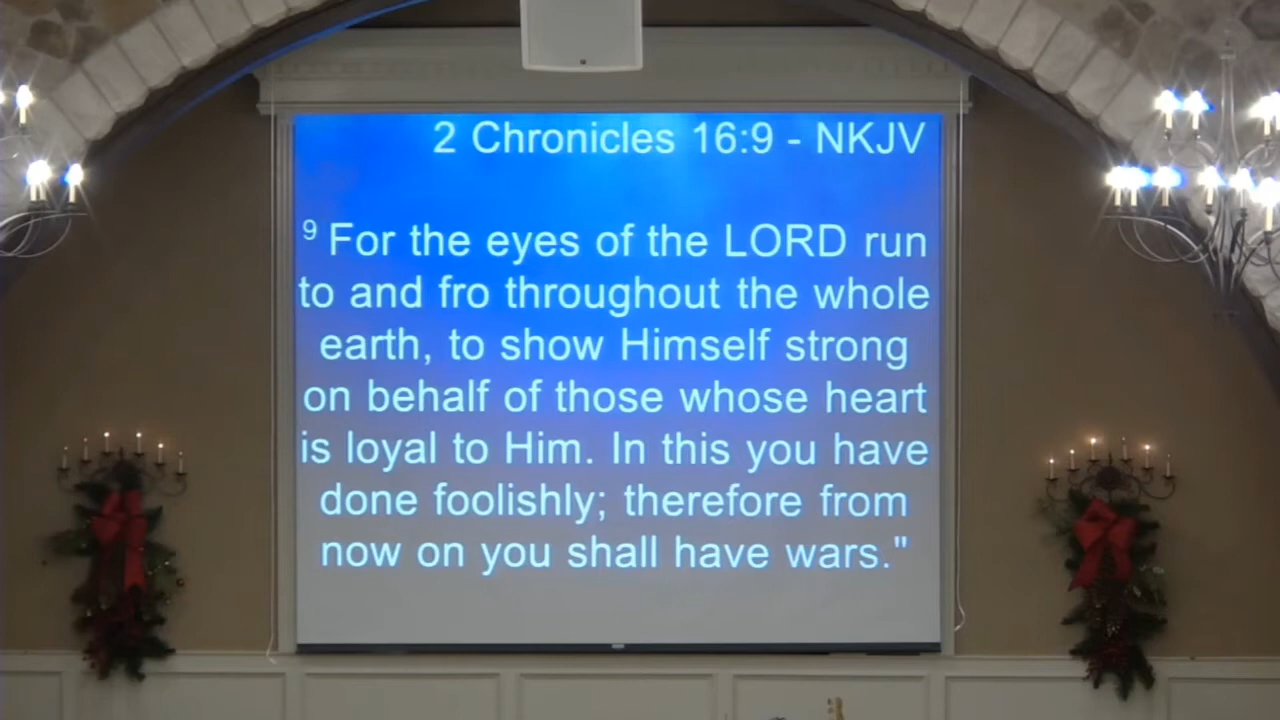 2 Chronicles 16:9 - NKJV
9 For the eyes of the LORD run
to and fro throughout the whole
earth, to show Himself strong
on behalf of those whose heart
is loyal to Him. In this you have
done foolishly; therefore from
now on you shall have wars."